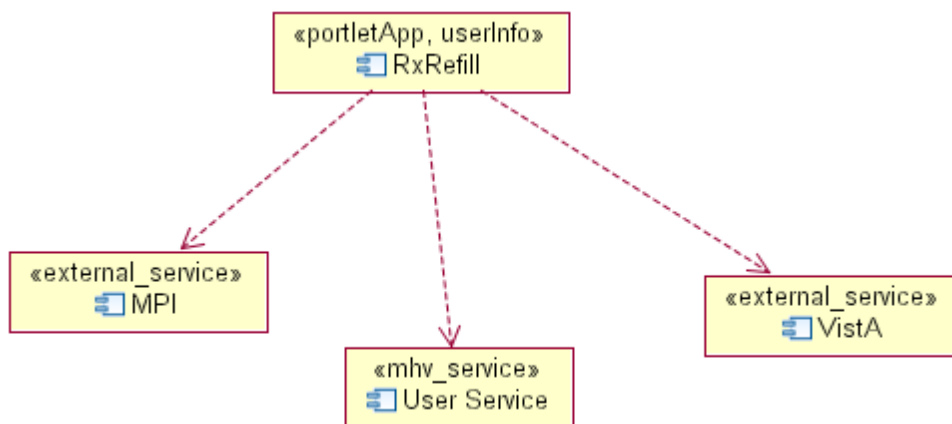 «portletApp, userInfo»
RxRefill
«external_service»
MPI
«external_service»
VistA
«mhv_service»
User Service